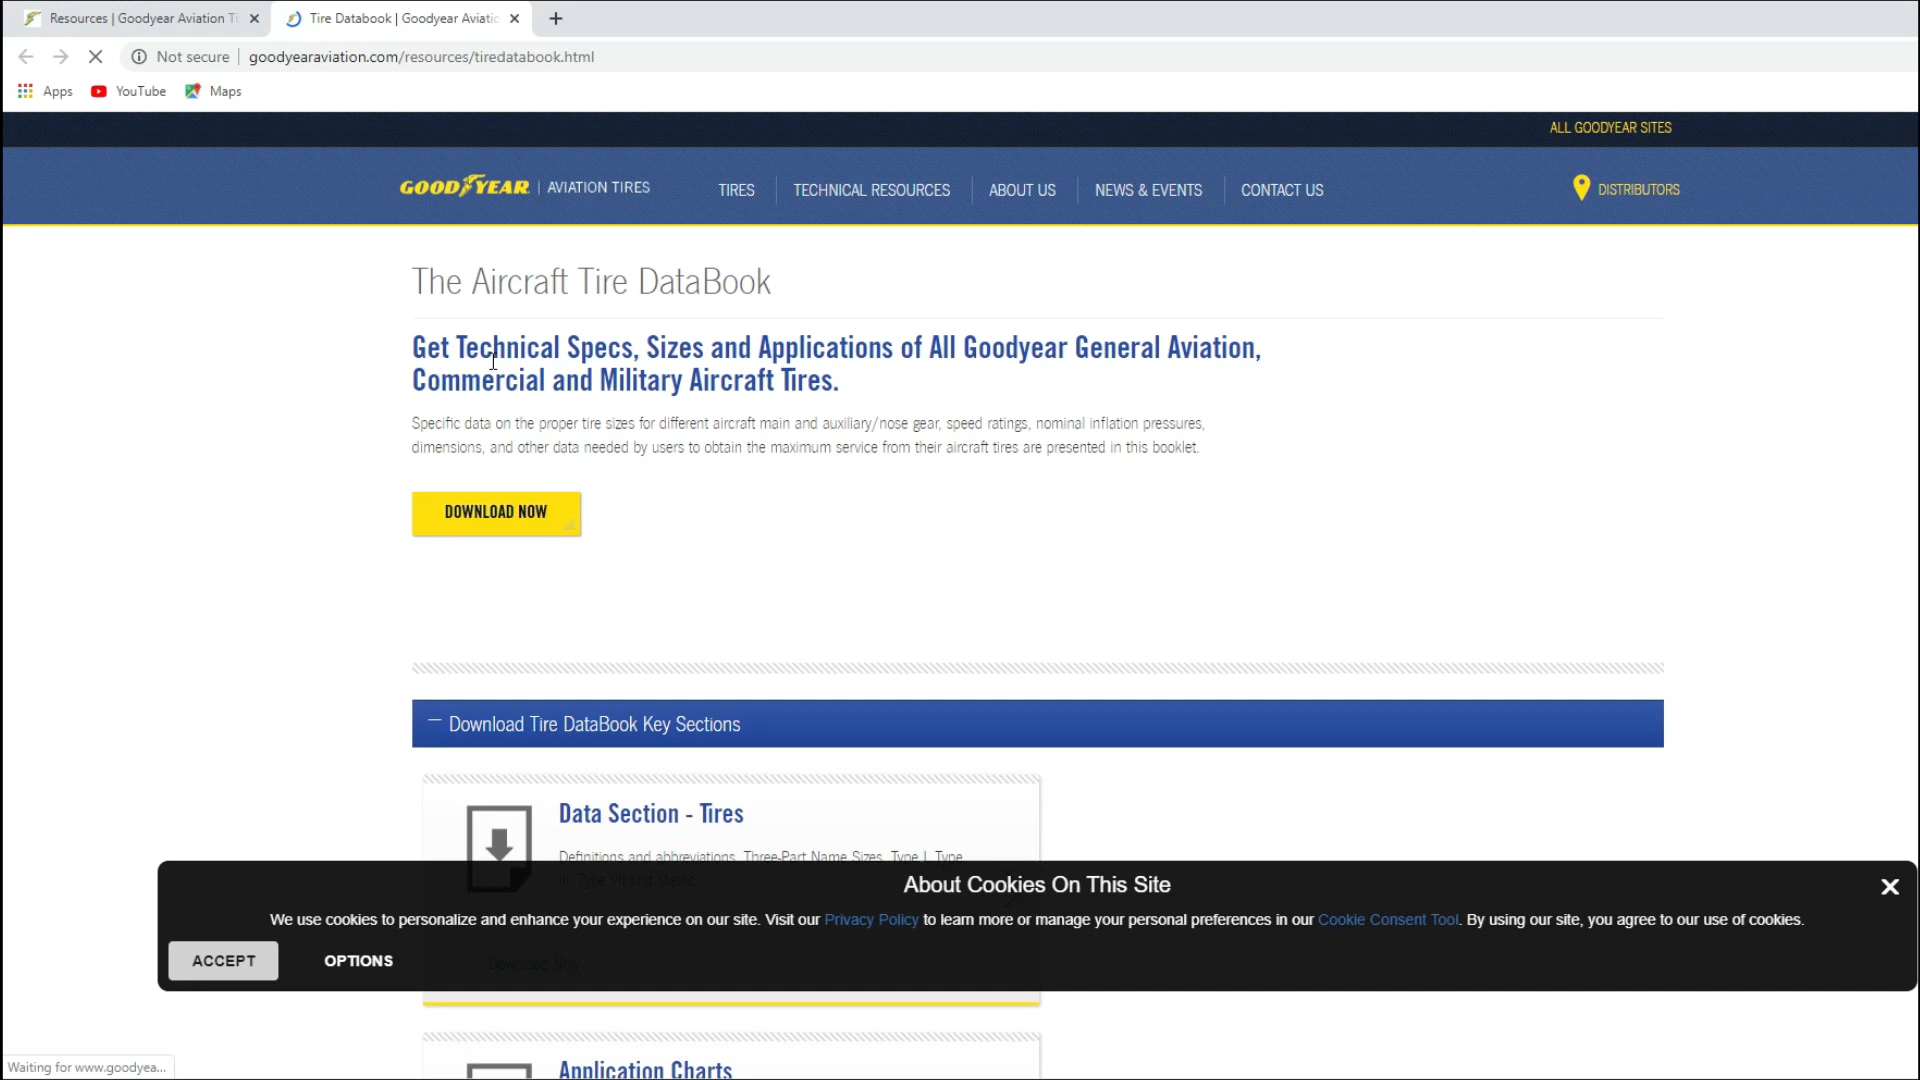 Resources | Goodyear Aviation Ti
Tire Databook | Goodyear Aviatio
Not secure
goodyearaviation.com/resources/tiredatabook.html
Apps
YouTube
Maps
ALL GOODYEAR SITES
GOODYEAR | AVIATION TIRES
TIRES
TECHNICAL RESOURCES
ABOUT US
NEWS & EVENTS
CONTACT US
DISTRIBUTORS
The Aircraft Tire DataBook
Get Technical Specs, Sizes and Applications of All Goodyear General Aviation,
Commercial and Military Aircraft Tires.
Specific data on the proper tire sizes for different aircraft main and auxiliary/nose gear, speed ratings, nominal inflation pressures,
dimensions, and other data needed by users to obtain the maximum service from their aircraft tires are presented in this booklet.
DOWNLOAD NOW
Download Tire DataBook Key Sections
Data Section - Tires
Definitions and abbreviations, Three-Part Name Sizes, Type I, Type
III, Type VII and Metric
About Cookies On This Site
We use cookies to personalize and enhance your experience on our site. Visit our Privacy Policy to learn more or manage your personal preferences in our Cookie Consent Tool. By using our site, you agree to our use of cookies.
ACCEPT
OPTIONS
Download Now
Application Charts
Waiting for www.goodyea...